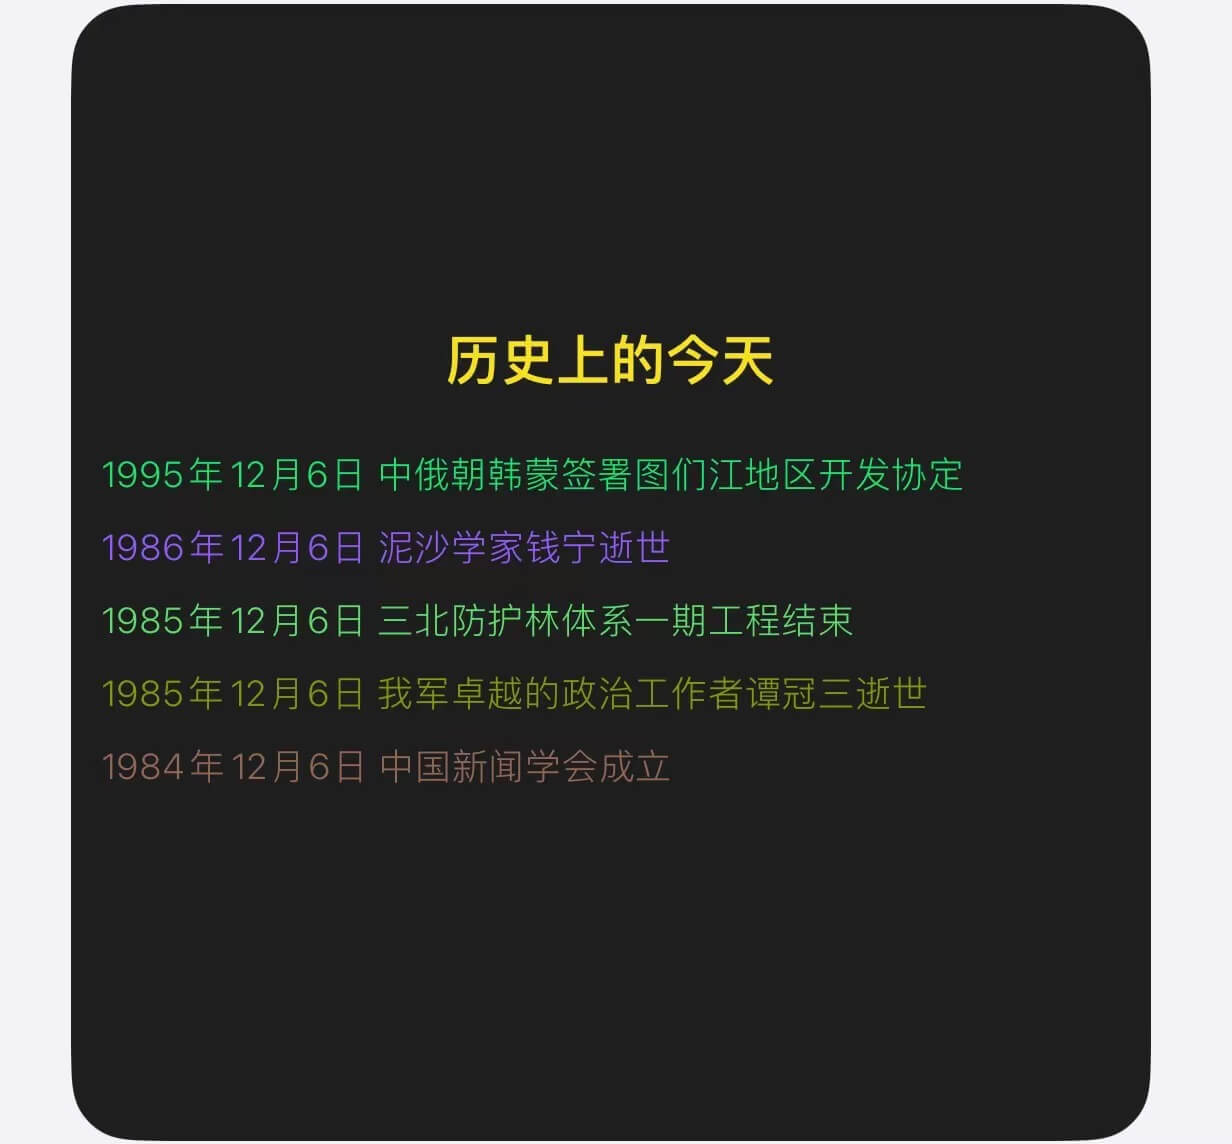 历史上的今天
1995年12月6日 中俄朝韩蒙签署图们江地区开发协定
1986年12月6日 泥沙学家钱宁逝世
1985年12月6日 三北防护林体系一期工程结束
1985年12月6日 我军卓越的政治工作者谭冠三逝世
1984年12月6日 中国新闻学会成立